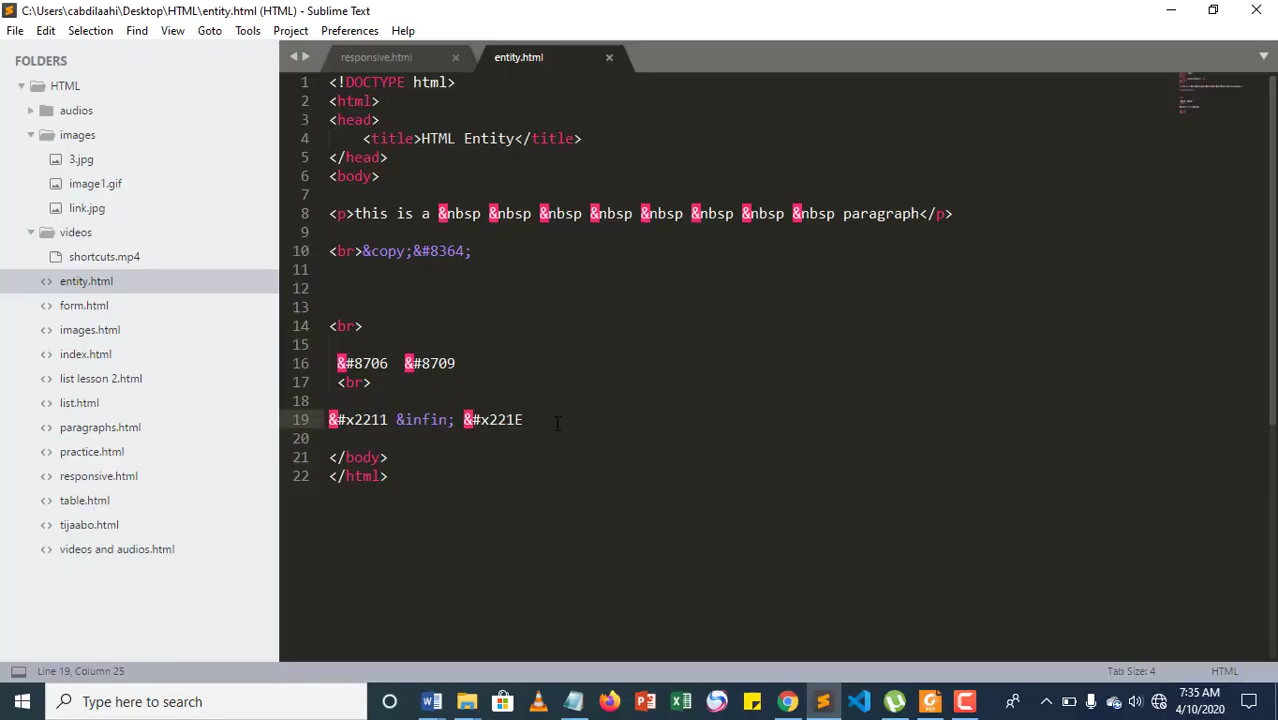 C:\Users\cabdilaahi\Desktop\HTML\entity.html (HTML) - Sublime Text
File Edit Selection Find View Goto Tools Project Preferences Help
FOLDERS
HTML
audios
images
3.jpg
image1.gif
link.jpg
videos
shortcuts.mp4
entity.html
form.html
images.html
index.html
list lesson 2.html
list.html
paragraphs.html
practice.html
responsive.html
table.html
tijaabo.html
videos and audios.html
responsive.html entity.html
1 <!DOCTYPE html>
2 <html>
3 <head>
4 <title>HTML Entity</title>
5 </head>
6 <body>
7
8 <p>this is a &nbsp &nbsp &nbsp &nbsp &nbsp &nbsp &nbsp &nbsp paragraph</p>
9
10 <br>&copy;&#8364;
11
12
13
14 <br>
15
16 &#8706 &#8709
17 <br>
18
19 &#x2211 &infin; &#x221E
20
21 </body>
22 </html>
Line 19, Column 25 Tab Size: 4 HTML
Type here to search
7:35 AM
4/10/2020